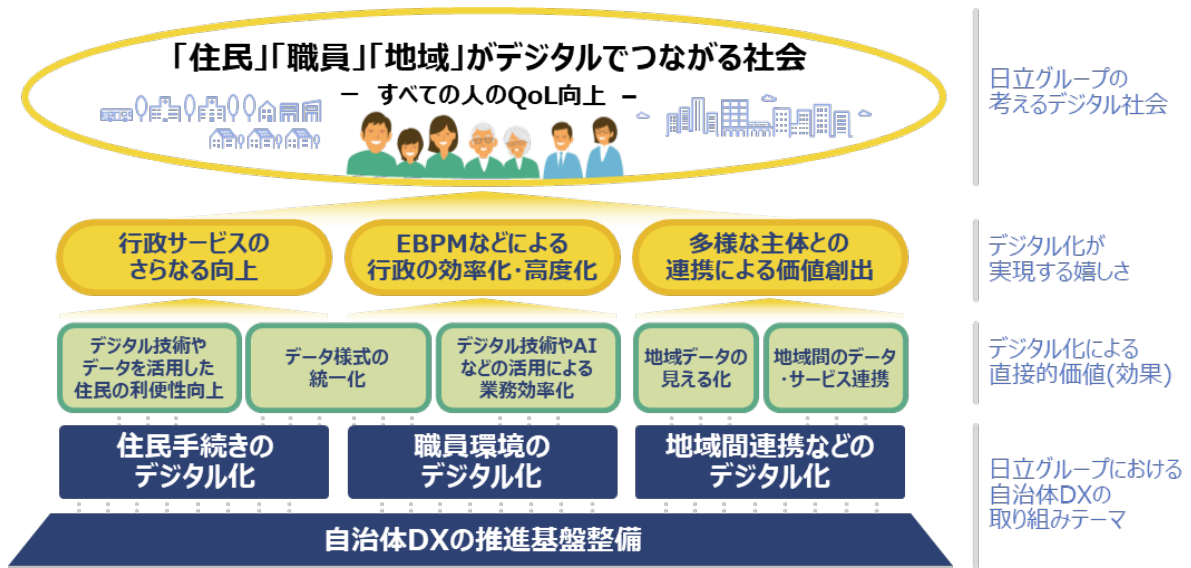 「住民」「職員」「地域」がデジタルでつながる社会
－ すべての人のQoL向上 －
日立グループの
考えるデジタル社会
行政サービスの
さらなる向上
EBPMなどによる
行政の効率化・高度化
多様な主体との
連携による価値創出
デジタル化が
実現する嬉しさ
デジタル技術や
データを活用した
住民の利便性向上
データ様式の
統一化
デジタル技術やAI
などの活用による
業務効率化
地域データの
見える化
地域間のデータ
・サービス連携
デジタル化による
直接的価値(効果)
住民手続きの
デジタル化
職員環境の
デジタル化
地域間連携などの
デジタル化
自治体DXの推進基盤整備
日立グループにおける
自治体DXの
取り組みテーマ